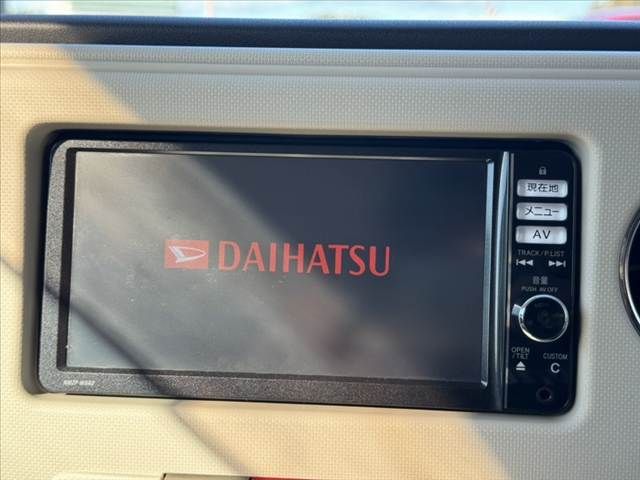 DAIHATSU
現在地
メニュー
AV
TRACK/P.LIST
音量
PUSH AV OFF
OPEN
/TILT
CUSTOM
C